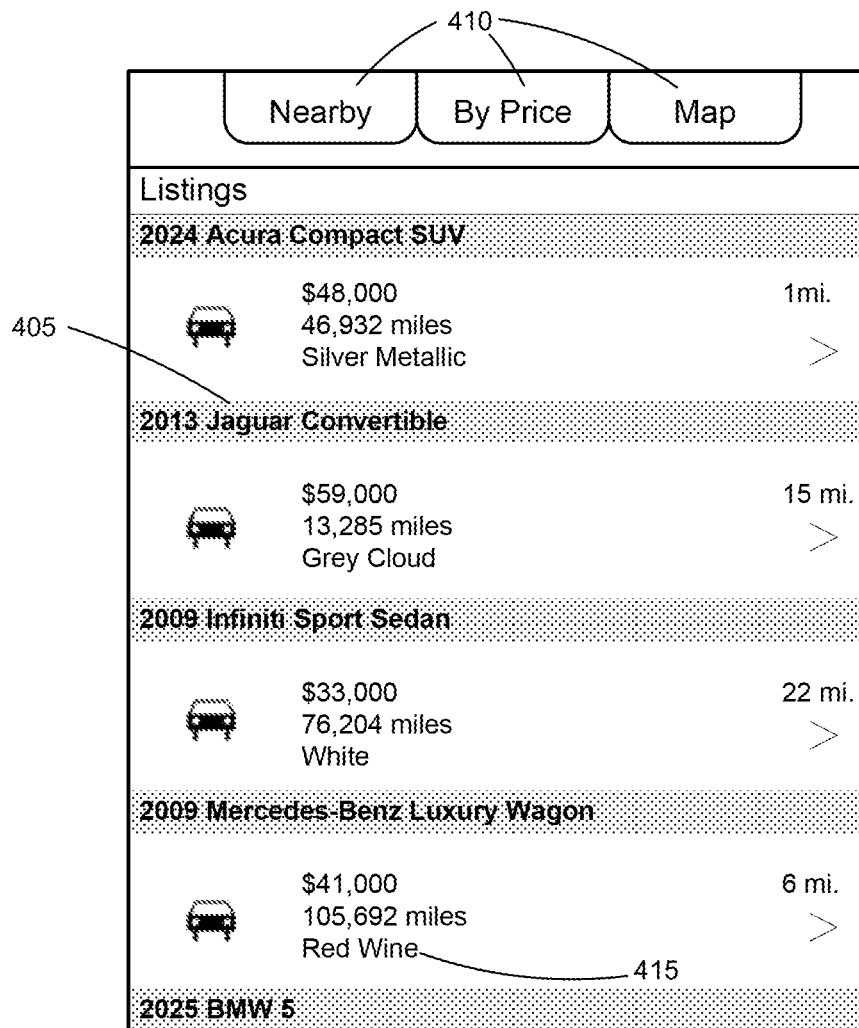 410
Nearby By Price Map
Listings
2024 Acura Compact SUV
$48,000 1mi.
46,932 miles
Silver Metallic
405
2013 Jaguar Convertible
$59,000 15 mi.
13,285 miles
Grey Cloud
2009 Infiniti Sport Sedan
$33,000 22 mi.
76,204 miles
White
2009 Mercedes-Benz Luxury Wagon
$41,000 6 mi.
105,692 miles
Red Wine
415
2025 BMW 5